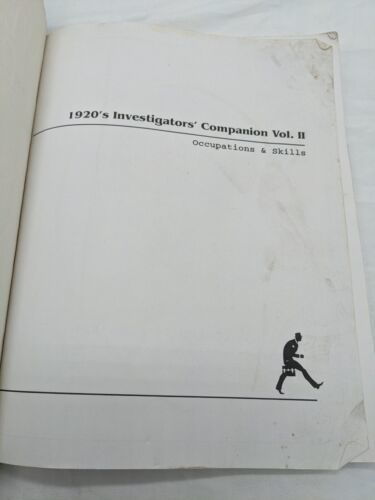 1920's Investigators' Companion Vol. II
Occupations & Skills